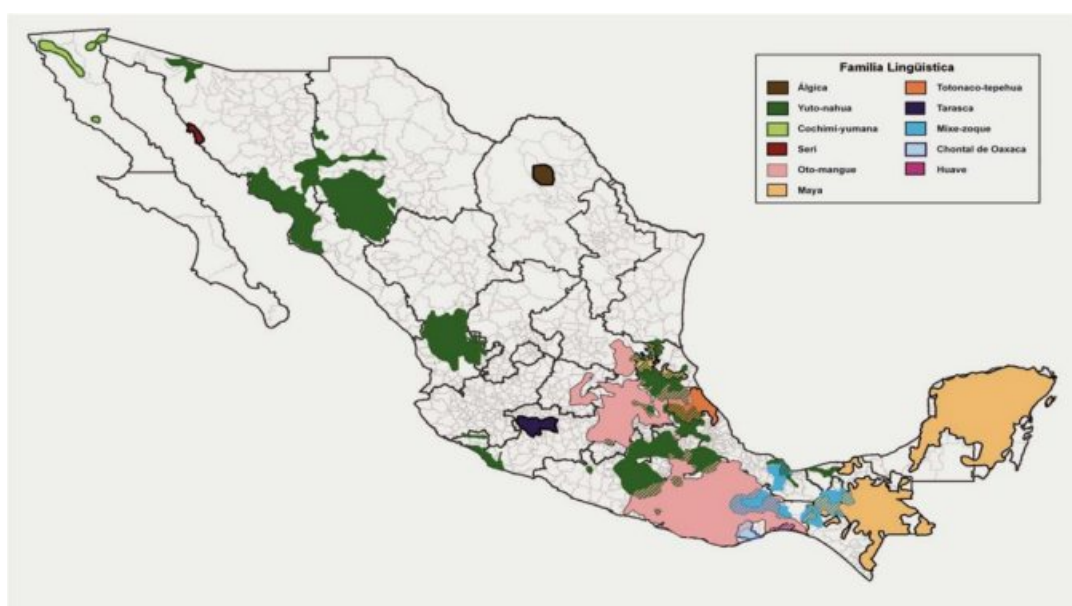 Familia Lingüística
Álgica
Yuto-nahua
Cochimí-yumana
Seri
Oto-mangue
Maya
Totonaco-tepehua
Tarasca
Mixe-zoque
Chontal de Oaxaca
Huave